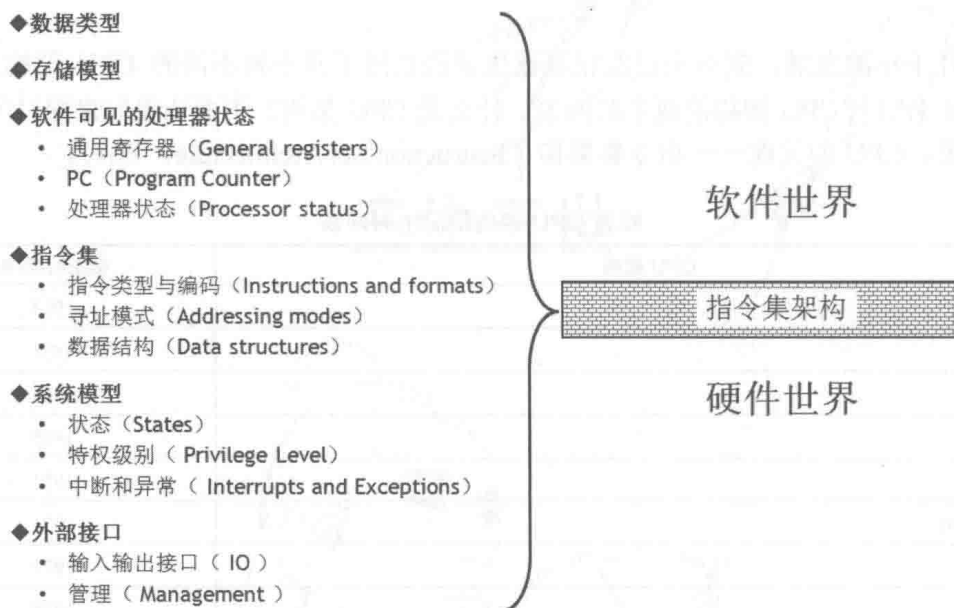 ◆数据类型
◆存储模型
◆软件可见的处理器状态
• 通用寄存器（General registers）
• PC（Program Counter）
• 处理器状态（Processor status）
◆指令集
• 指令类型与编码（Instructions and formats）
• 寻址模式（Addressing modes）
• 数据结构（Data structures）
◆系统模型
• 状态（States）
• 特权级别（ Privilege Level）
• 中断和异常（ Interrupts and Exceptions）
◆外部接口
• 输入输出接口（ IO ）
• 管理（ Management ）
软件世界
指令集架构
硬件世界